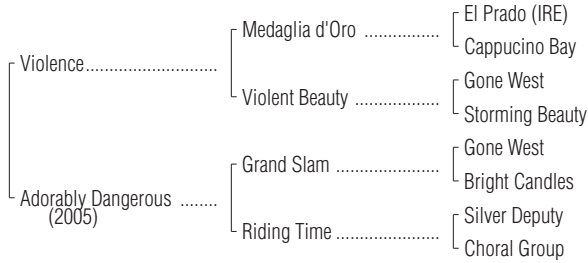 El Prado (IRE)
Medaglia d'Oro ..................
Cappucino Bay
Violence...............................
Gone West
Violent Beauty ....................
Storming Beauty
Gone West
Grand Slam ........................
Bright Candles
Adorably Dangerous ........
(2005)
Silver Deputy
Riding Time ........................
Choral Group